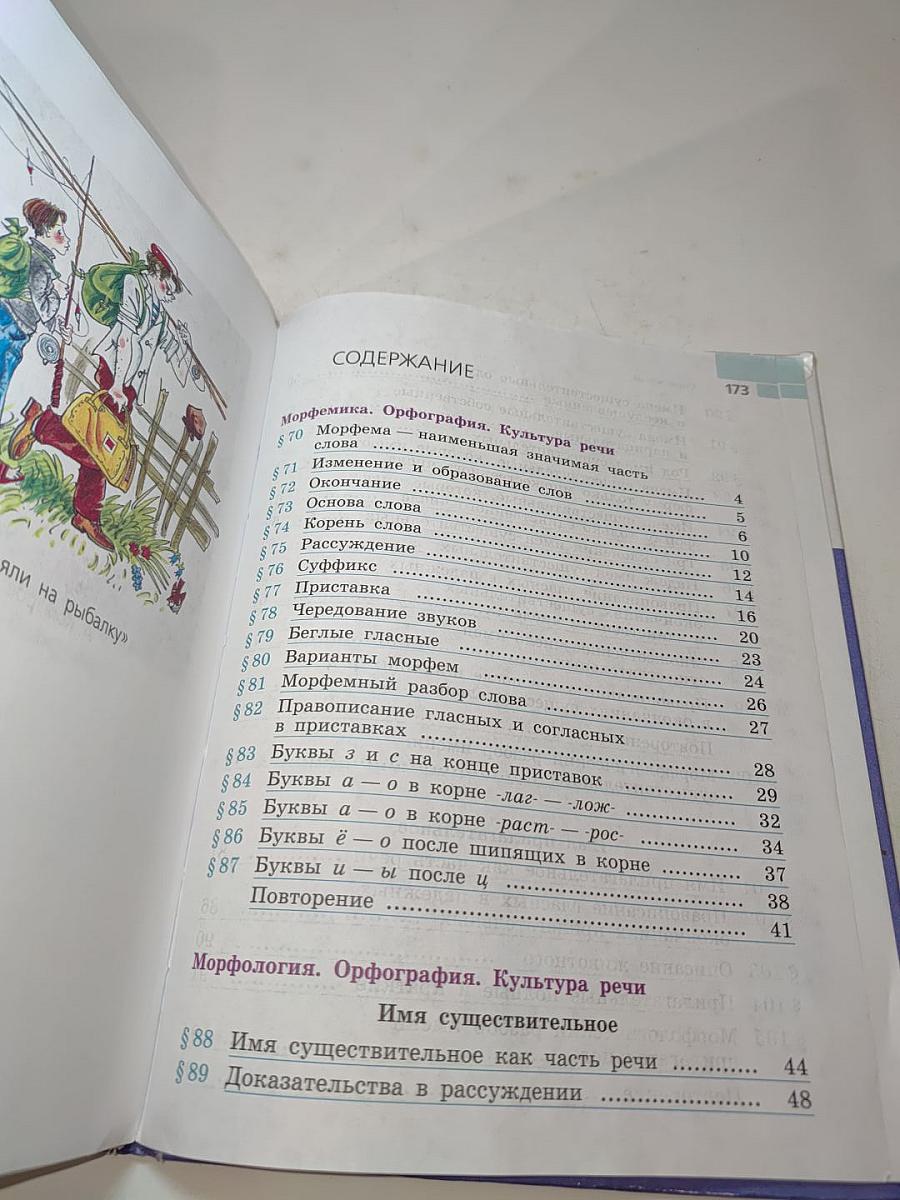 яли на рыбалку»
СОДЕРЖАНИЕ
173
Морфемика. Орфография. Культура речи
§ 70 Морфема — наименьшая значимая часть
слова .......... 4
§ 71 Изменение и образование слов .......... 5
§ 72 Окончание .......... 6
§ 73 Основа слова .......... 10
§ 74 Корень слова .......... 12
§ 75 Рассуждение .......... 14
§ 76 Суффикс .......... 16
§ 77 Приставка .......... 20
§ 78 Чередование звуков .......... 23
§ 79 Беглые гласные .......... 24
§ 80 Варианты морфем .......... 26
§ 81 Морфемный разбор слова .......... 27
§ 82 Правописание гласных и согласных
в приставках .......... 28
§ 83 Буквы з и с на конце приставок .......... 29
§ 84 Буквы а — о в корне -лаг- — -лож- .......... 32
§ 85 Буквы а — о в корне -раст- — -рос- .......... 34
§ 86 Буквы ё — о после шипящих в корне .......... 37
§ 87 Буквы и — ы после ц .......... 38
Повторение .......... 41
Морфология. Орфография. Культура речи
Имя существительное
§ 88 Имя существительное как часть речи .......... 44
§ 89 Доказательства в рассуждении .......... 48